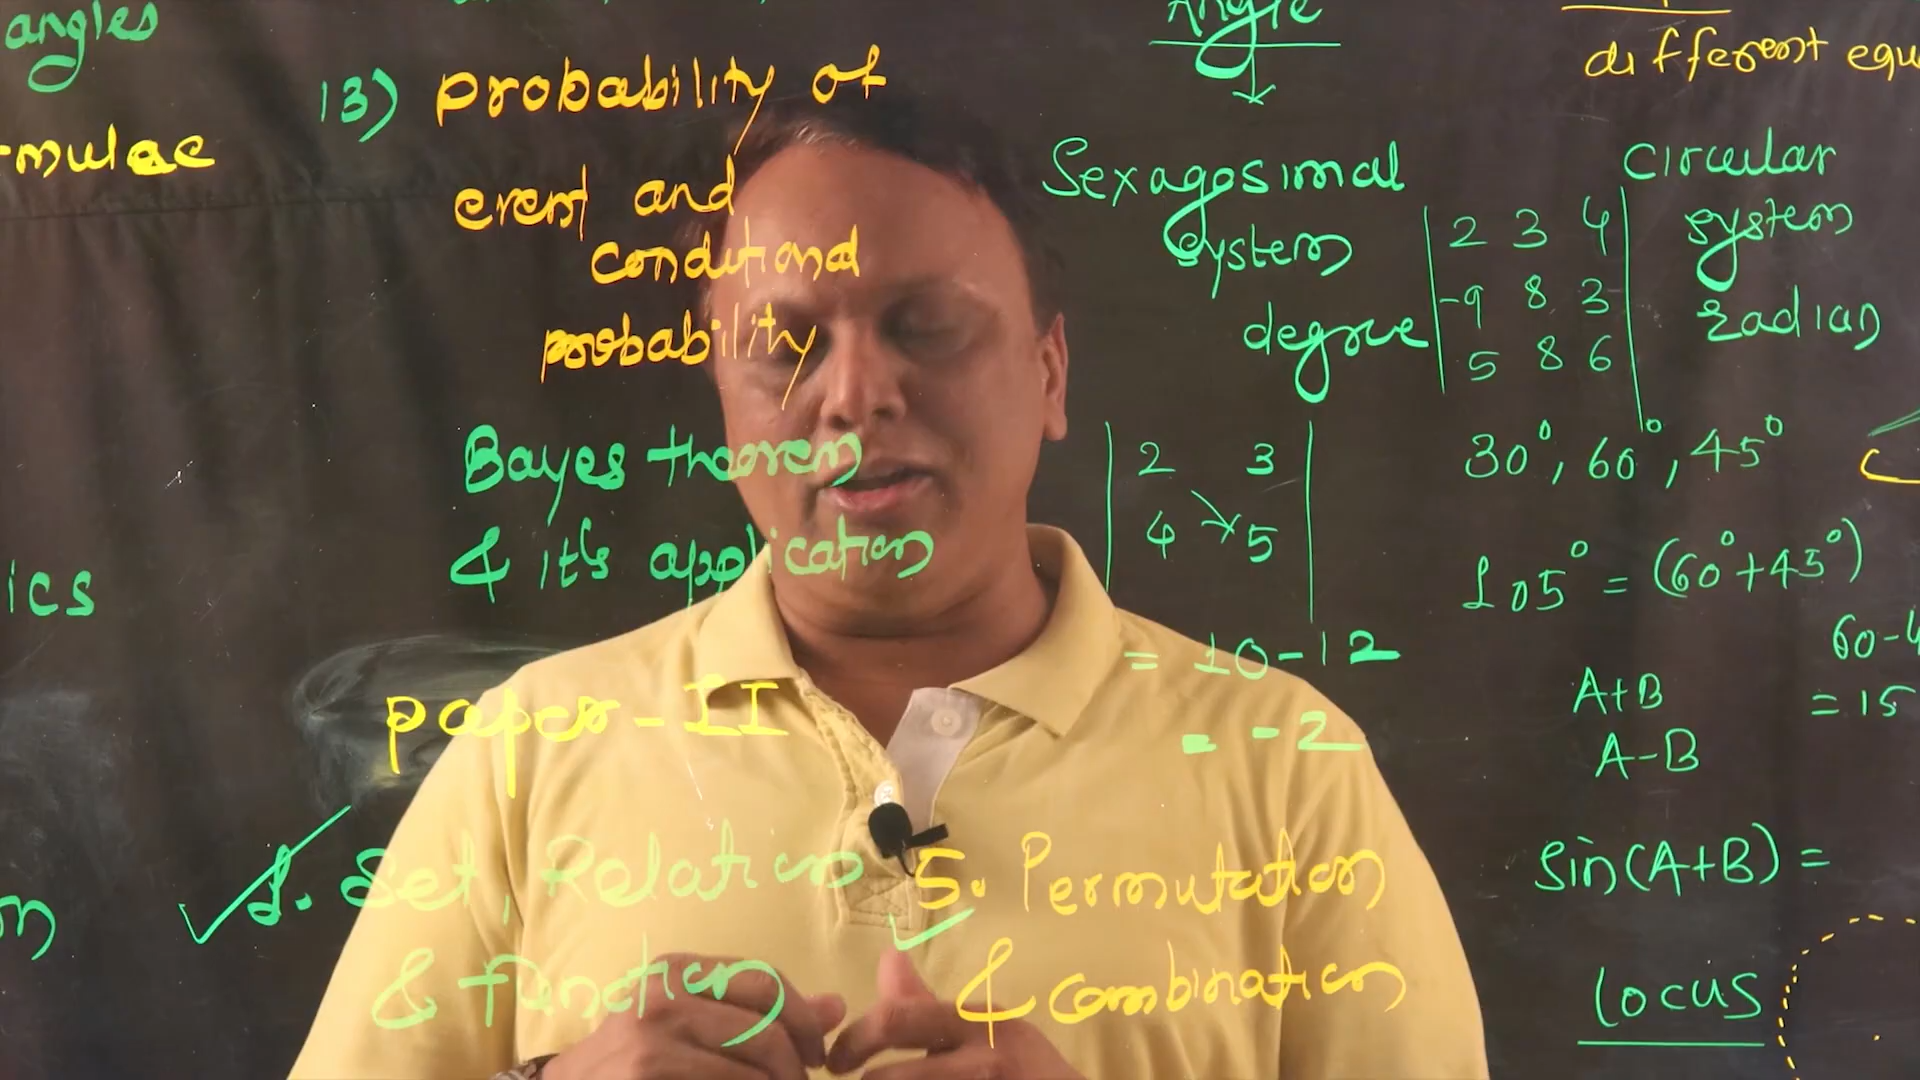 angles
rmulae
13) probability of
event and
conditional
probability
Bayes theorem
& it's application
ics
paper-II
1. Set, Relation
& function
5. Permutation
& combination
Angle
Sexagesimal
system
degree
2 3 4
-9 8 3
5 8 6
circular
system
radian
different equ
2 3
4 5
= 10-12
= -2
30°, 60°, 45°
105° = (60°+45°)
60-4
= 15
A+B
A-B
Sin(A+B) =
locus